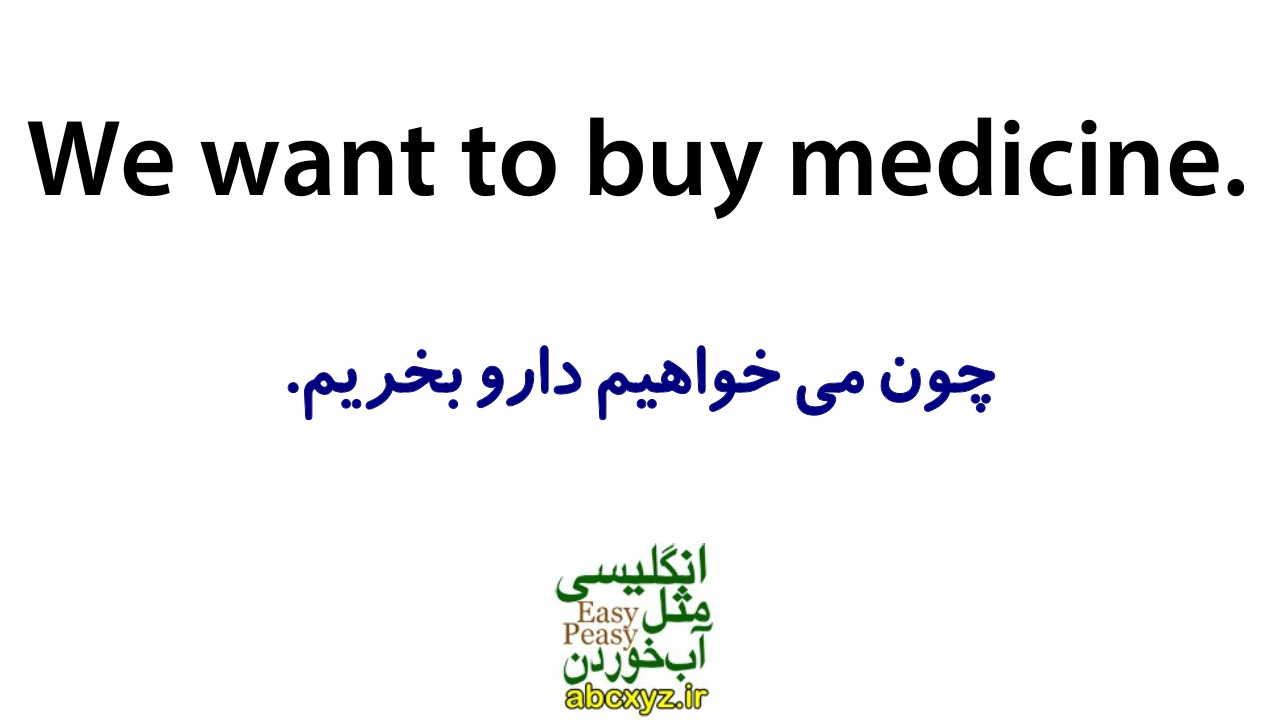 We want to buy medicine.
چون می خواهیم دارو بخریم.
انگلیسی
مثل Easy
Peasy
آب‌خوردن
abcxyz.ir